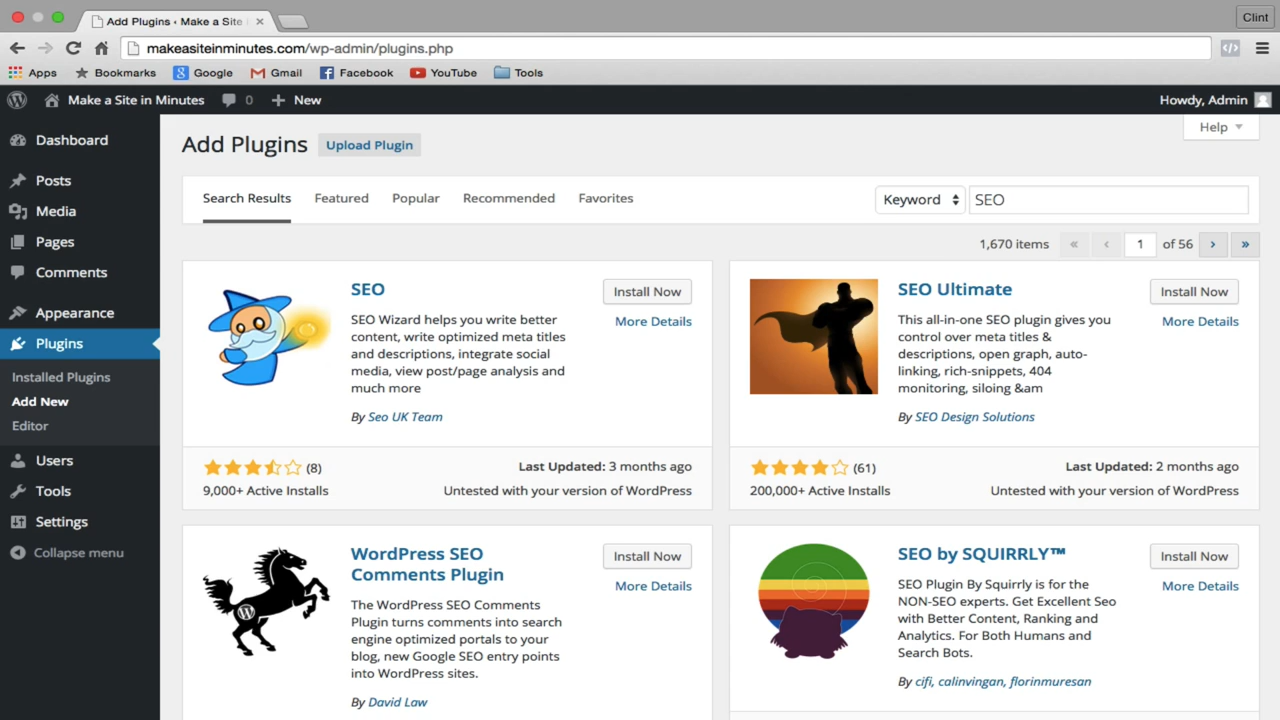 Add Plugins ‹ Make a Site
Clint
makeasiteinminutes.com/wp-admin/plugins.php
Apps Bookmarks Google Gmail Facebook YouTube Tools
Make a Site in Minutes 0 New Howdy, Admin
Help
Dashboard
Posts
Media
Pages
Comments
Appearance
Plugins
Installed Plugins
Add New
Editor
Users
Tools
Settings
Collapse menu
Add Plugins Upload Plugin
Search Results Featured Popular Recommended Favorites Keyword SEO
1,670 items « ‹ 1 of 56 › »
SEO
Install Now
More Details
SEO Wizard helps you write better
content, write optimized meta titles
and descriptions, integrate social
media, view post/page analysis and
much more
By Seo UK Team
(8)
Last Updated: 3 months ago
9,000+ Active Installs
Untested with your version of WordPress
SEO Ultimate
Install Now
More Details
This all-in-one SEO plugin gives you
control over meta titles &
descriptions, open graph, auto-
linking, rich-snippets, 404
monitoring, siloing &am
By SEO Design Solutions
(61)
Last Updated: 2 months ago
200,000+ Active Installs
Untested with your version of WordPress
WordPress SEO
Comments Plugin
Install Now
More Details
The WordPress SEO Comments
Plugin turns comments into search
engine optimized portals to your
blog, new Google SEO entry points
into WordPress sites.
By David Law
SEO by SQUIRRLY™
Install Now
More Details
SEO Plugin By Squirrly is for the
NON-SEO experts. Get Excellent Seo
with Better Content, Ranking and
Analytics. For Both Humans and
Search Bots.
By cifi, calinvingan, florinmuresan